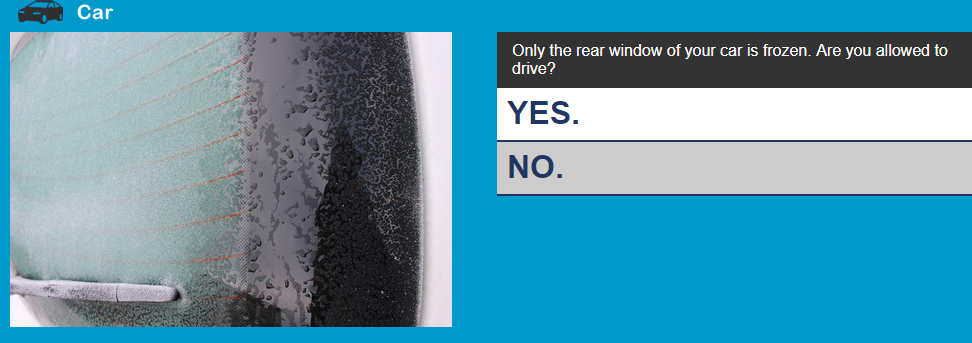 Car
Only the rear window of your car is frozen. Are you allowed to
drive?
YES.
NO.